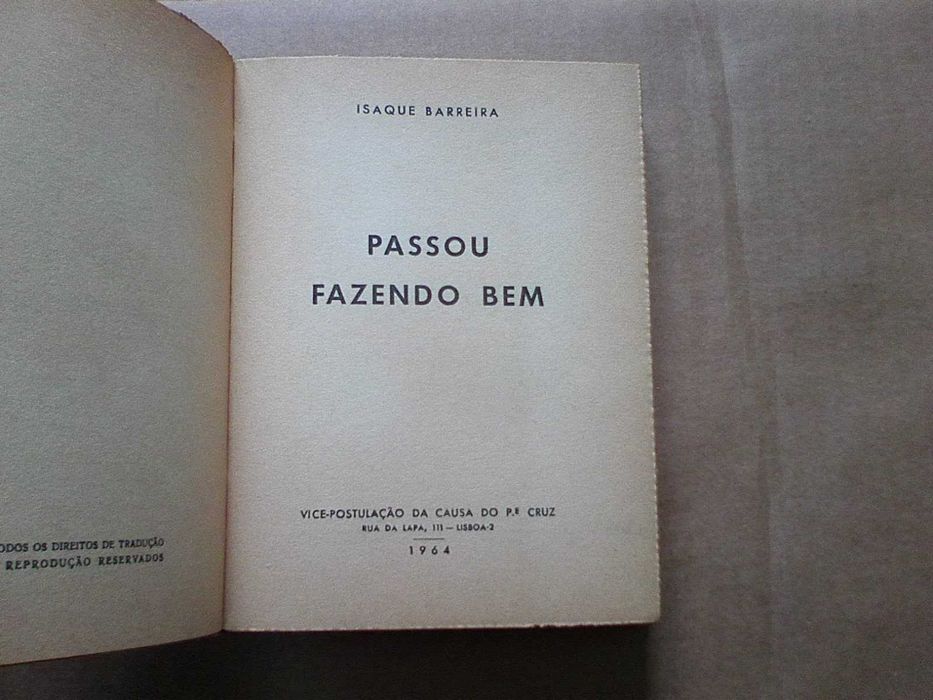 ISAQUE BARREIRA
PASSOU
FAZENDO BEM
VICE-POSTULAÇÃO DA CAUSA DO P.E CRUZ
RUA DA LAPA, 111 — LISBOA-2
1964
ODOS OS DIREITOS DE TRADUÇÃO
REPRODUÇÃO RESERVADOS